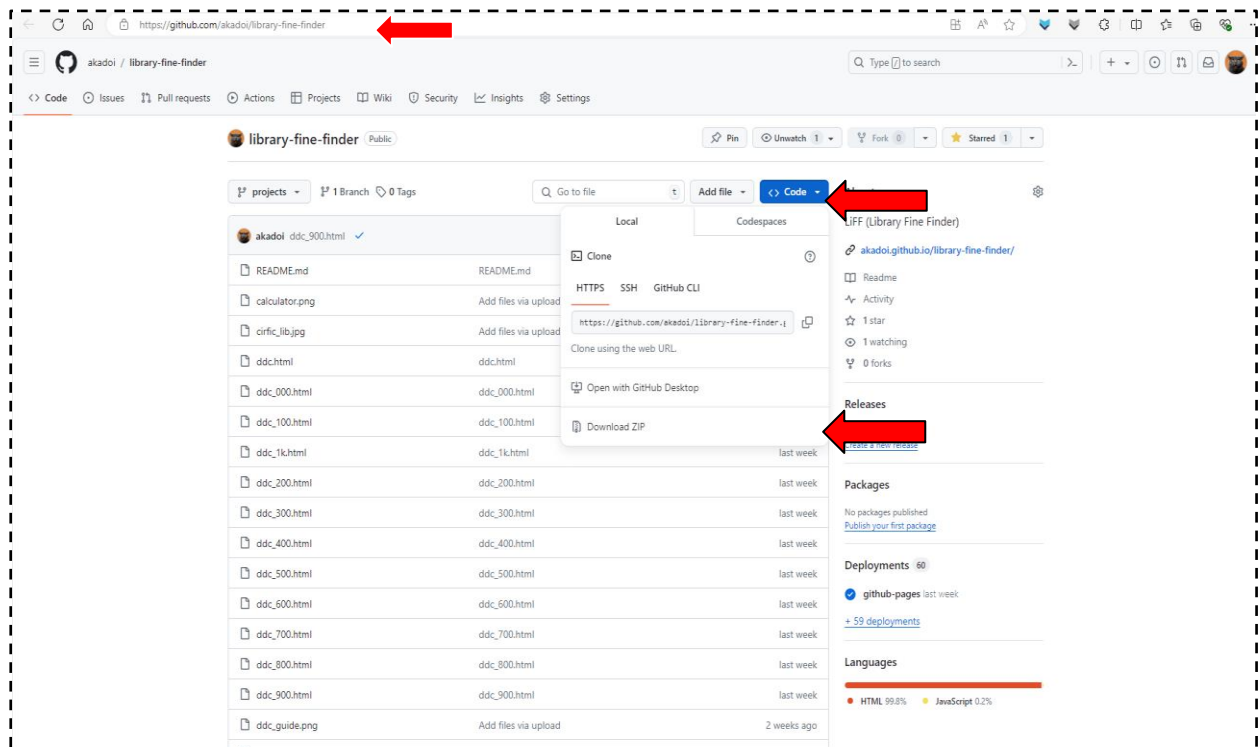 https://github.com/akadoi/library-fine-finder
akadoi / library-fine-finder
Type / to search
Code Issues Pull requests Actions Projects Wiki Security Insights Settings
library-fine-finder Public
Pin Unwatch 1 Fork 0 Starred 1
projects 1 Branch 0 Tags Go to file t Add file Code
Local Codespaces
LiFF (Library Fine Finder)
akadoi ddc_900.html
akadoi.github.io/library-fine-finder/
Clone
README.md README.md
Readme
HTTPS SSH GitHub CLI
Activity
calculator.png Add files via upload
1 star
https://github.com/akadoi/library-fine-finder.
cirfic_lib.jpg Add files via upload
1 watching
Clone using the web URL.
ddc.html ddc.html
0 forks
ddc_000.html ddc_000.html
Open with GitHub Desktop
Releases
ddc_100.html ddc_100.html
Download ZIP
Create a new release
ddc_1k.html ddc_1k.html last week
ddc_200.html ddc_200.html last week
Packages
ddc_300.html ddc_300.html last week
No packages published
Publish your first package
ddc_400.html ddc_400.html last week
Deployments 60
ddc_500.html ddc_500.html last week
github-pages last week
ddc_600.html ddc_600.html last week
+ 59 deployments
ddc_700.html ddc_700.html last week
ddc_800.html ddc_800.html last week
Languages
ddc_900.html ddc_900.html last week
HTML 99.8% JavaScript 0.2%
ddc_guide.png Add files via upload 2 weeks ago